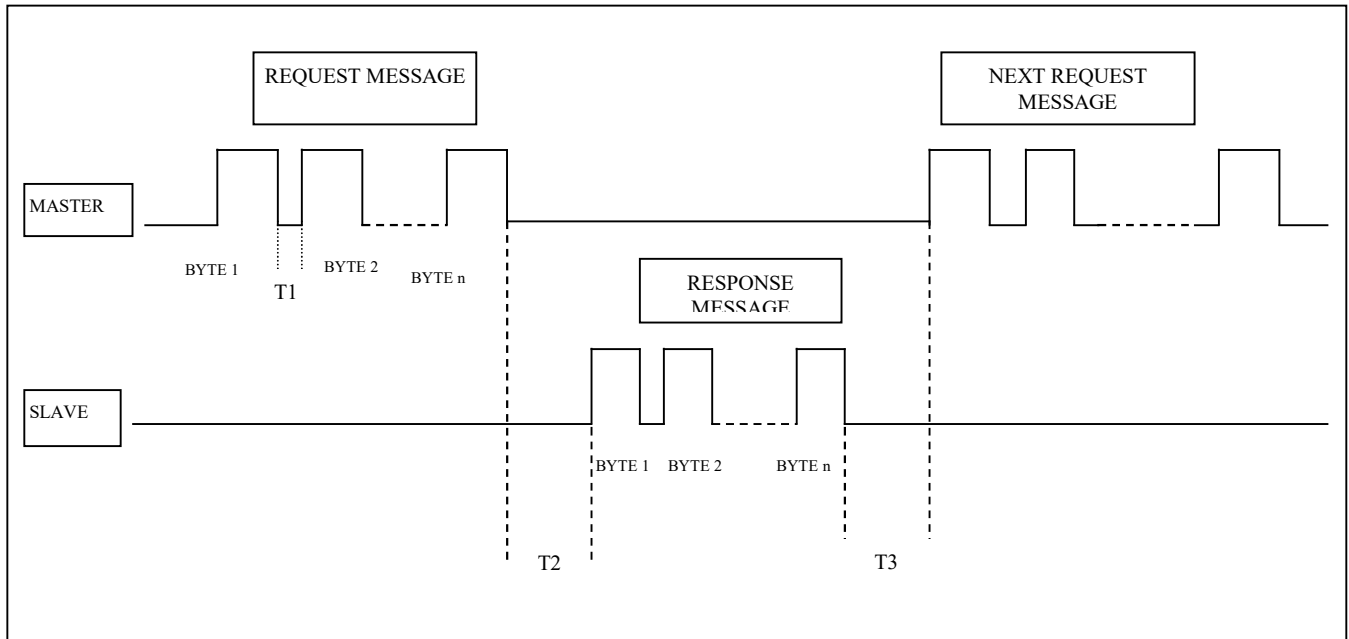 REQUEST MESSAGE
NEXT REQUEST
MESSAGE
MASTER
BYTE 1
T1
BYTE 2
BYTE n
RESPONSE
MESSAGE
SLAVE
BYTE 1
BYTE 2
BYTE n
T2
T3